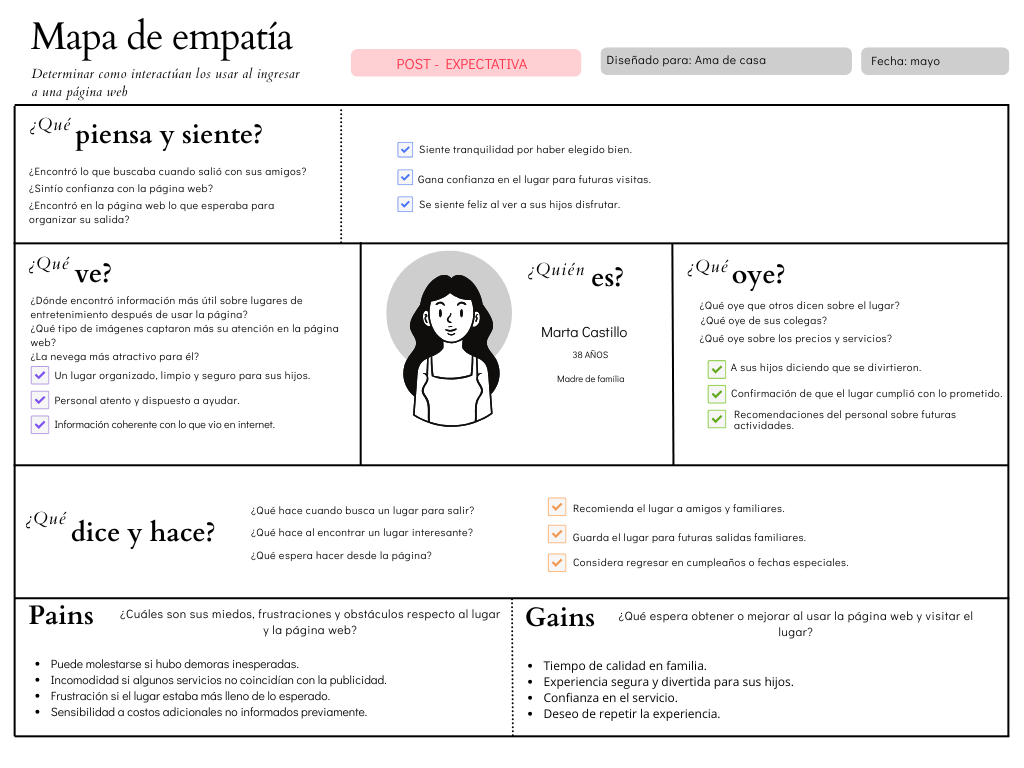 Mapa de empatía
Determinar como interactúan los usar al ingresar
a una página web
POST - EXPECTATIVA
Diseñado para: Ama de casa
Fecha: mayo
¿Qué piensa y siente?
¿Encontró lo que buscaba cuando salió con sus amigos?
¿Sintío confianza con la página web?
¿Encontró en la página web lo que esperaba para
organizar su salida?
Siente tranquilidad por haber elegido bien.
Gana confianza en el lugar para futuras visitas.
Se siente feliz al ver a sus hijos disfrutar.
¿Qué ve?
¿Dónde encontró información más útil sobre lugares de
entretenimiento después de usar la página?
¿Qué tipo de imágenes captaron más su atención en la página
web?
¿La nevega más atractivo para él?
Un lugar organizado, limpio y seguro para sus hijos.
Personal atento y dispuesto a ayudar.
Información coherente con lo que vio en internet.
¿Quién es?
Marta Castillo
38 AÑOS
Madre de familia
¿Qué oye?
¿Qué oye que otros dicen sobre el lugar?
¿Qué oye de sus colegas?
¿Qué oye sobre los precios y servicios?
A sus hijos diciendo que se divirtieron.
Confirmación de que el lugar cumplió con lo prometido.
Recomendaciones del personal sobre futuras
actividades.
¿Qué dice y hace?
¿Qué hace cuando busca un lugar para salir?
¿Qué hace al encontrar un lugar interesante?
¿Qué espera hacer desde la página?
Recomienda el lugar a amigos y familiares.
Guarda el lugar para futuras salidas familiares.
Considera regresar en cumpleaños o fechas especiales.
Pains
¿Cuáles son sus miedos, frustraciones y obstáculos respecto al lugar
y la página web?
• Puede molestarse si hubo demoras inesperadas.
• Incomodidad si algunos servicios no coincidían con la publicidad.
• Frustración si el lugar estaba más lleno de lo esperado.
• Sensibilidad a costos adicionales no informados previamente.
Gains
¿Qué espera obtener o mejorar al usar la página web y visitar el
lugar?
• Tiempo de calidad en familia.
• Experiencia segura y divertida para sus hijos.
• Confianza en el servicio.
• Deseo de repetir la experiencia.